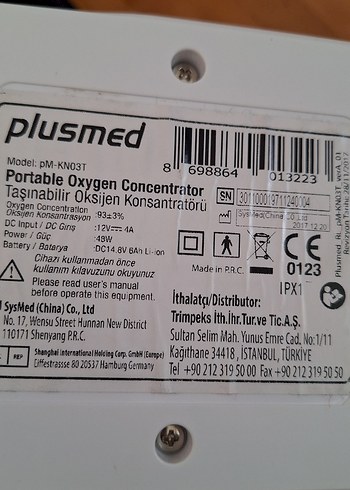 plusmed
8 698864 013223
Model: pM-KN03T
Portable Oxygen Concentrator
Taşınabilir Oksijen Konsantratörü
Oxygen Concentration
Oksijen Konsantrasyon :93±3%
DC Input / DC Giriş :12V⎓ 4A
Power / Güç :48W
Battery / Batarya :DC14.8V 6Ah Li-ion
SN
SysMed(China)Co.,Ltd
2017.12.20
Cihazı kullanmadan önce
kullanım kılavuzunu okuyunuz
Please read user's manual
before operate this equipment.
Made in P.R.C.
CE
0123
IPX1
SysMed (China) Co., Ltd
No. 17, Wensu Street Hunnan New District
110171 Shenyang P.R.C.
REP
Shanghai International Holding Corp. GmbH (Europe)
Eiffestrasse 80 20537 Hamburg Germany
İthalatçı/Distributor:
Trimpeks İth.İhr.Tur.ve Tic.A.Ş.
Sultan Selim Mah. Yunus Emre Cad. No:1/11
Kağıthane 34418, İSTANBUL, TÜRKİYE
Tel +90 212 319 50 00 Fax +90 212 319 50 50